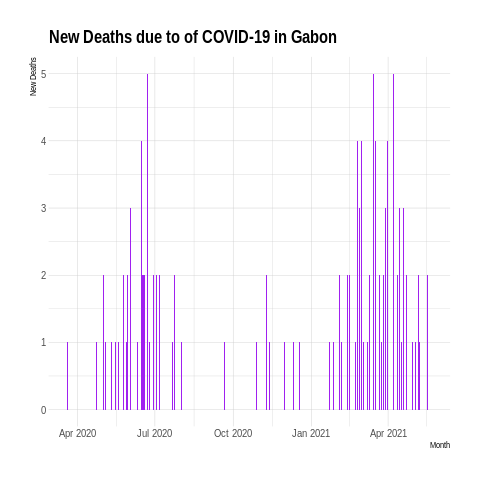 New Deaths due to of COVID-19 in Gabon
New Deaths
5
4
3
2
1
0
Apr 2020 Jul 2020 Oct 2020 Jan 2021 Apr 2021
Month